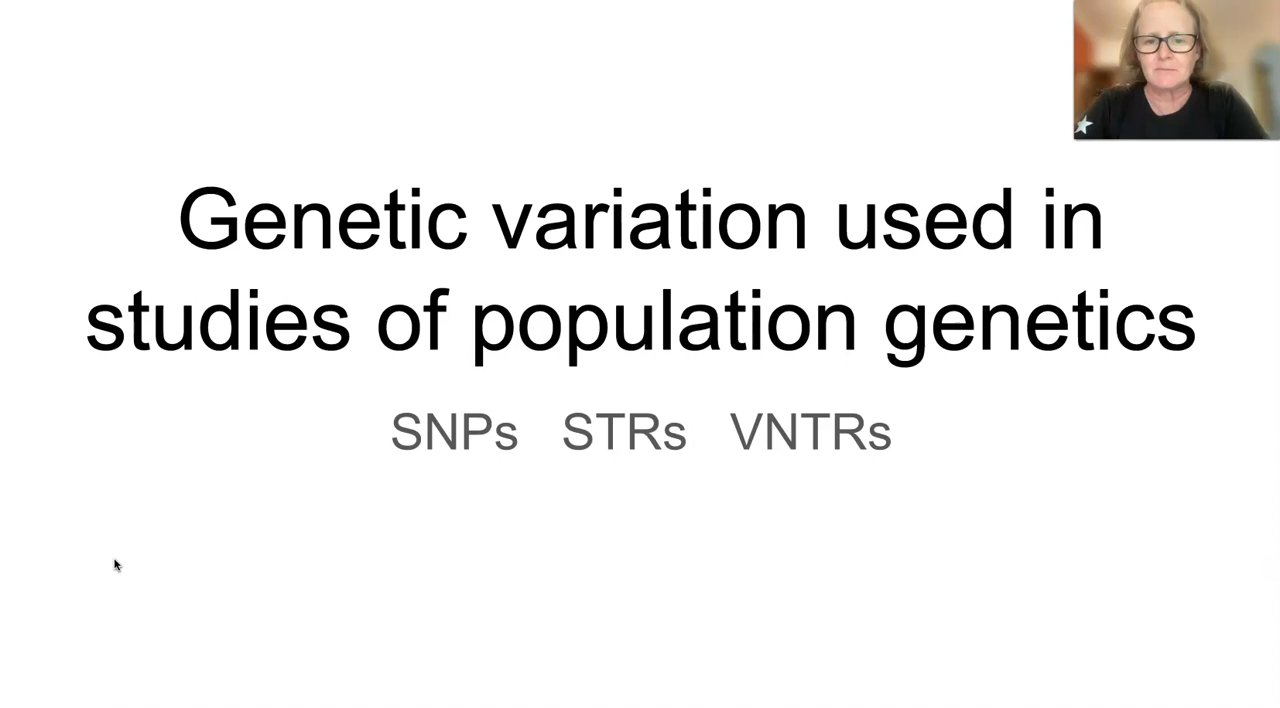 Genetic variation used in
studies of population genetics
SNPs STRs VNTRs